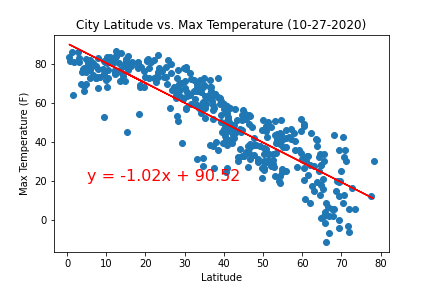 City Latitude vs. Max Temperature (10-27-2020)
Max Temperature (F)
80
60
40
20
0
y = -1.02x + 90.52
0 10 20 30 40 50 60 70 80
Latitude